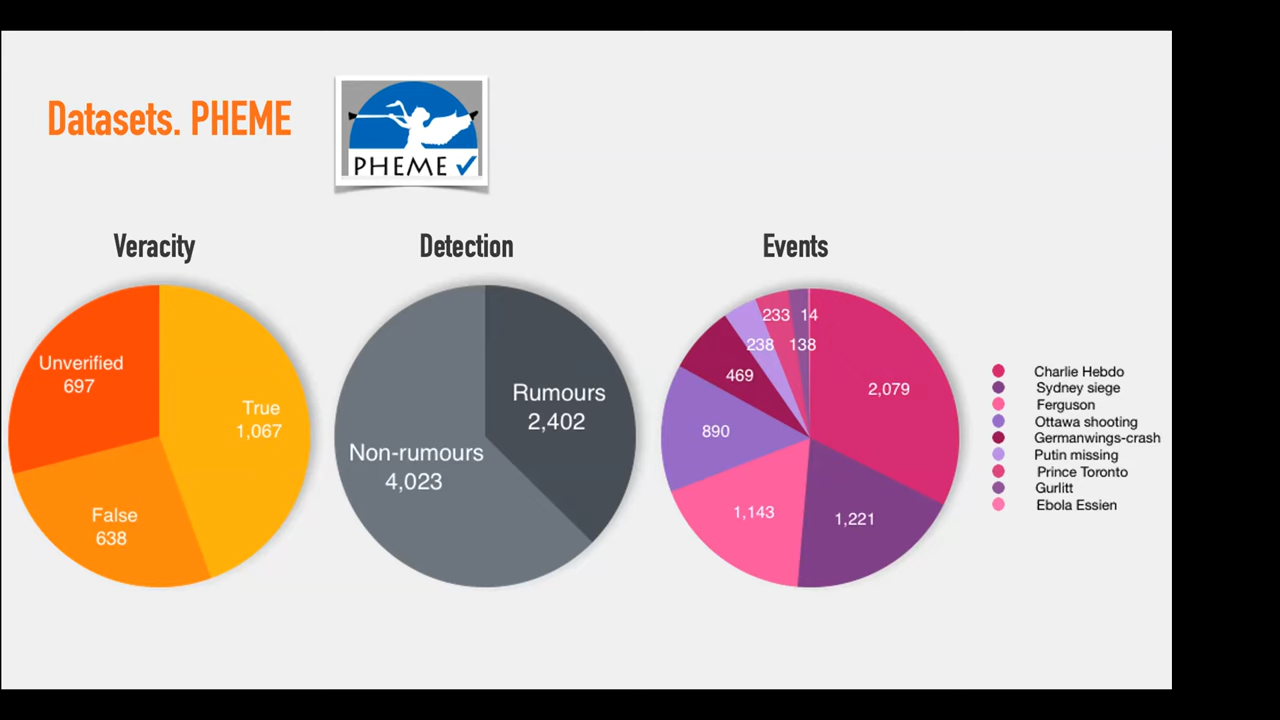 Datasets. PHEME
PHEME
Veracity
Detection
Events
Unverified
697
True
1,067
False
638
Rumours
2,402
Non-rumours
4,023
233
14
238
138
469
2,079
890
1,143
1,221
Charlie Hebdo
Sydney siege
Ferguson
Ottawa shooting
Germanwings-crash
Putin missing
Prince Toronto
Gurlitt
Ebola Essien